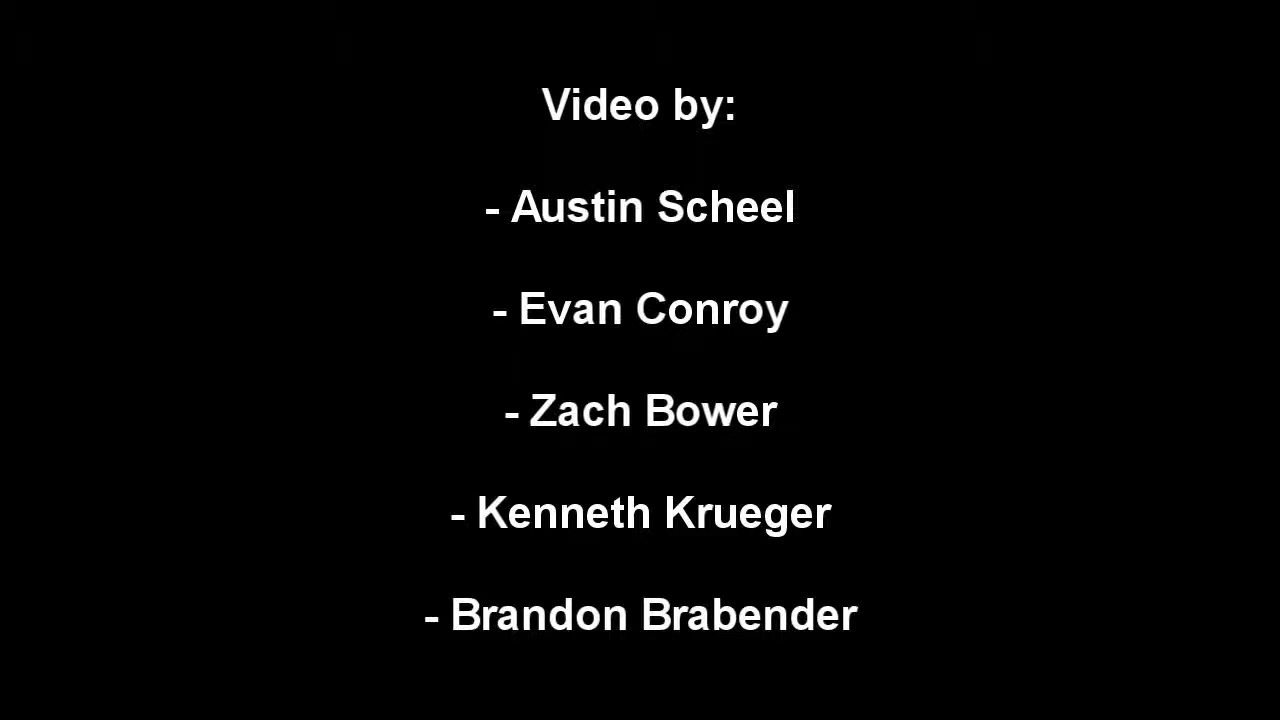 Video by:
- Austin Scheel
- Evan Conroy
- Zach Bower
- Kenneth Krueger
- Brandon Brabender